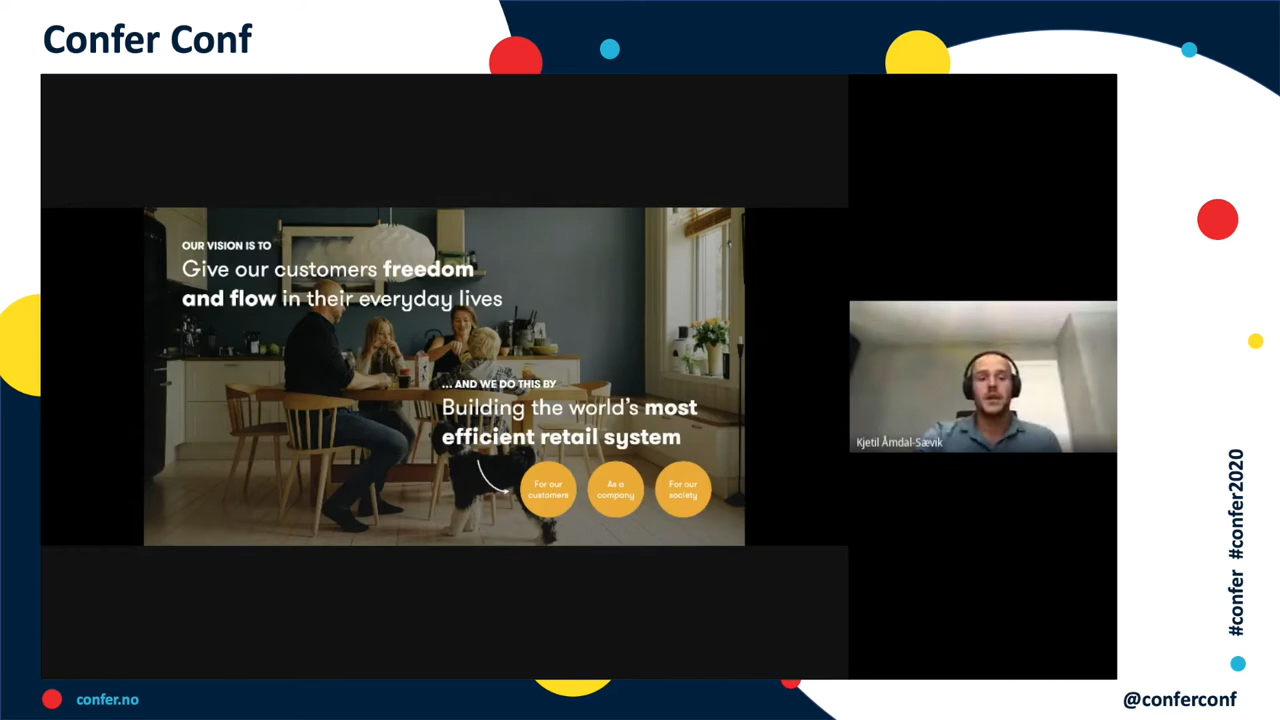 Confer Conf
OUR VISION IS TO
Give our customers freedom
and flow in their everyday lives
... AND WE DO THIS BY
Building the world's most
efficient retail system
For our
customers
As a
company
For our
society
Kjetil Åmdal-Sævik
#confer #confer2020
confer.no
@conferconf